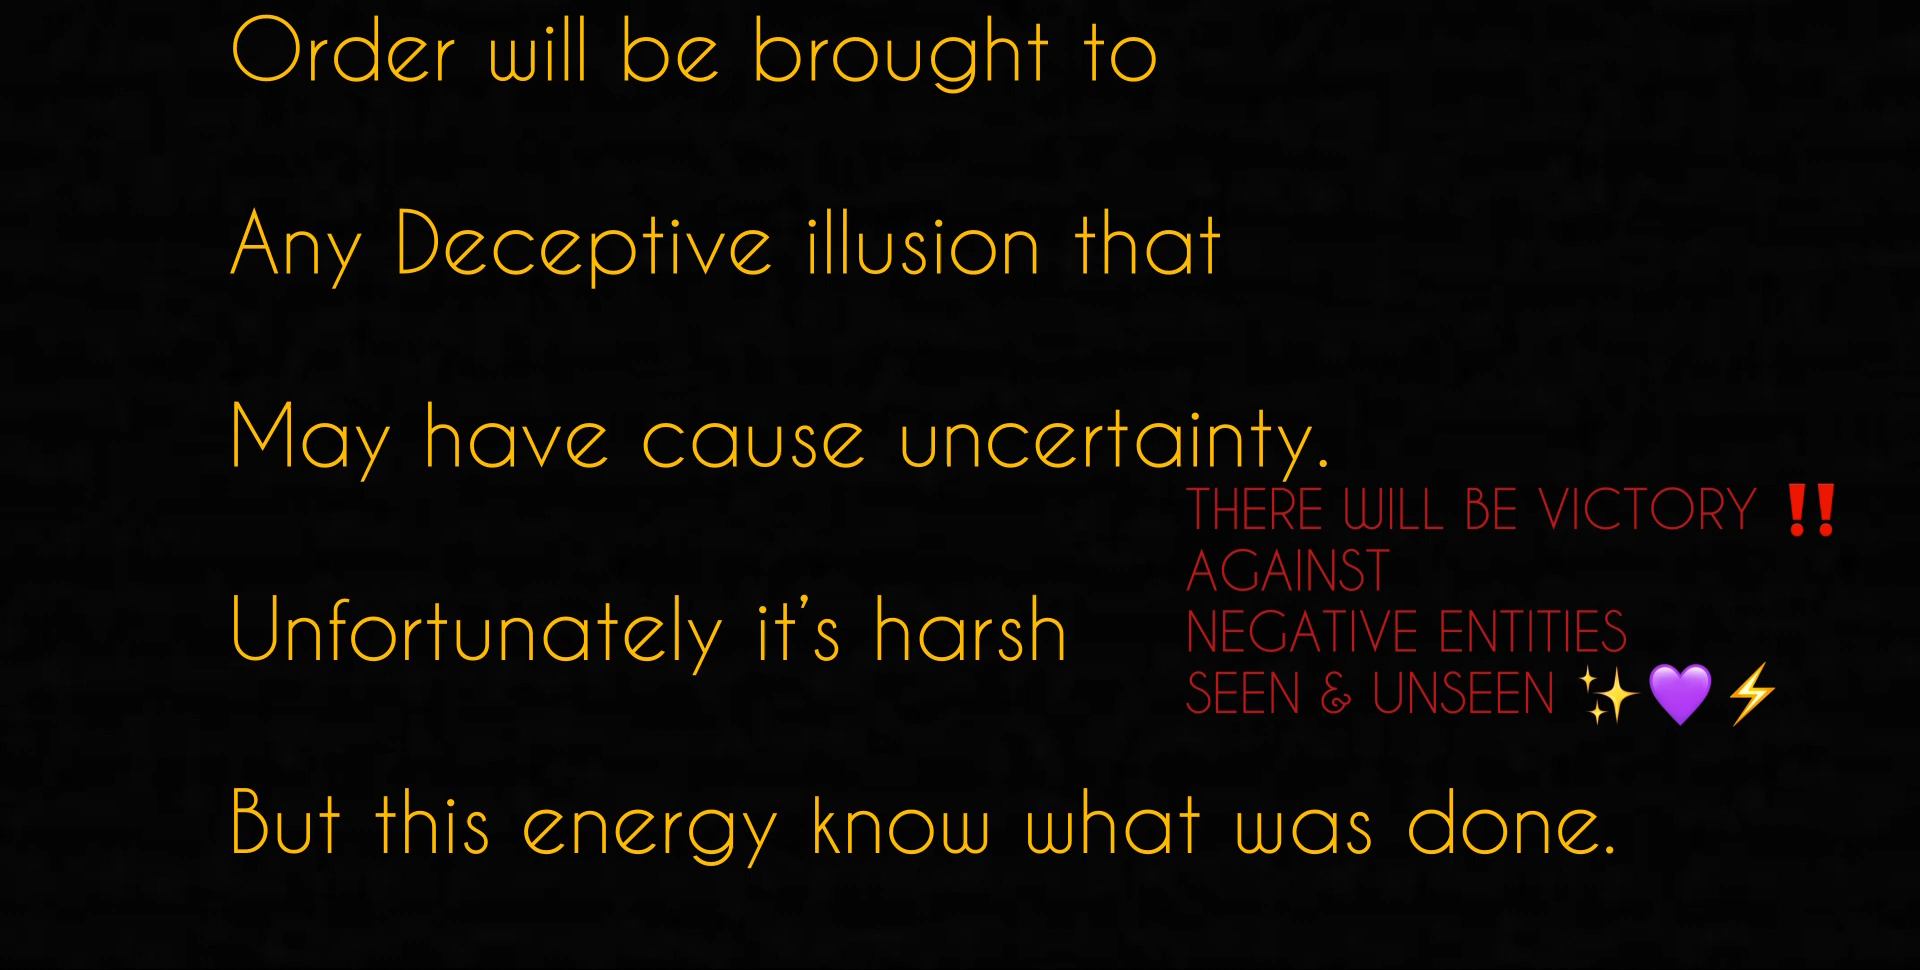 Order will be brought to
Any Deceptive illusion that
May have cause uncertainty.
THERE WILL BE VICTORY ‼️
AGAINST
NEGATIVE ENTITIES
SEEN & UNSEEN ✨💜⚡
Unfortunately it’s harsh
But this energy know what was done.